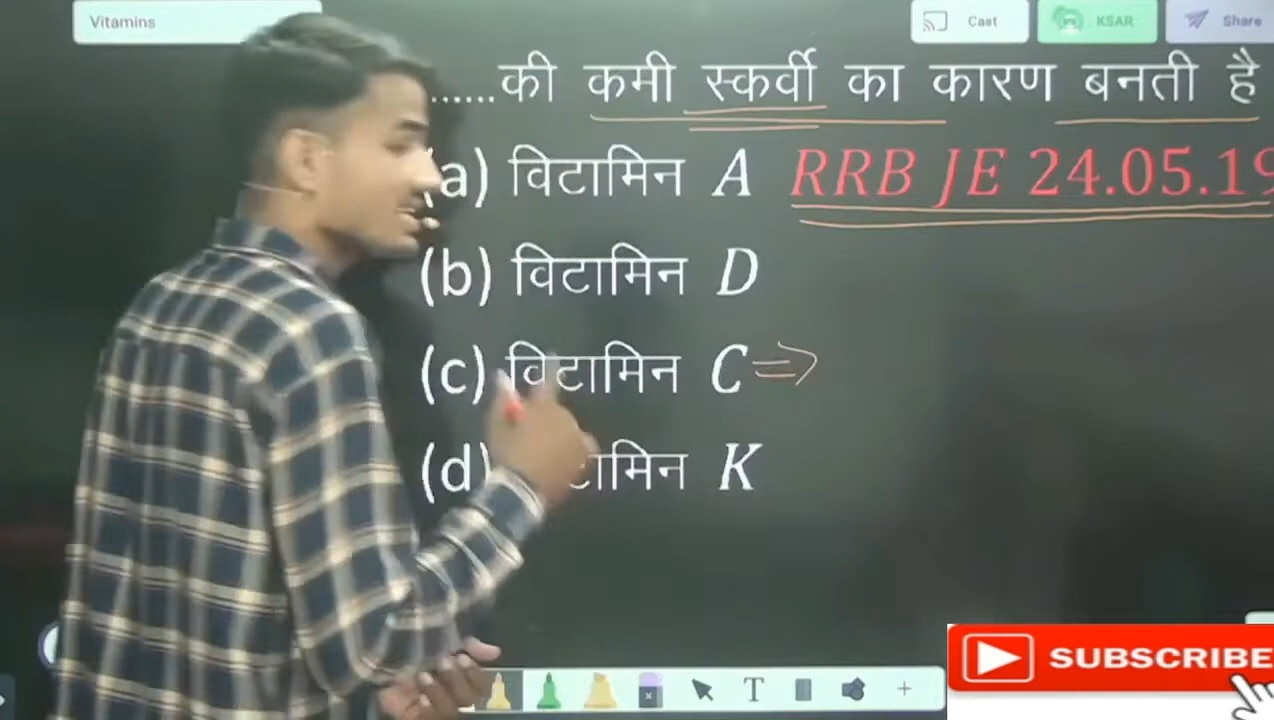 Vitamins
Cast
KSAR
Share
......की कमी स्कर्वी का कारण बनती है
a) विटामिन A RRB JE 24.05.19
(b) विटामिन D
(c) विटामिन C ⇒
(d) K
T
SUBSCRIBE